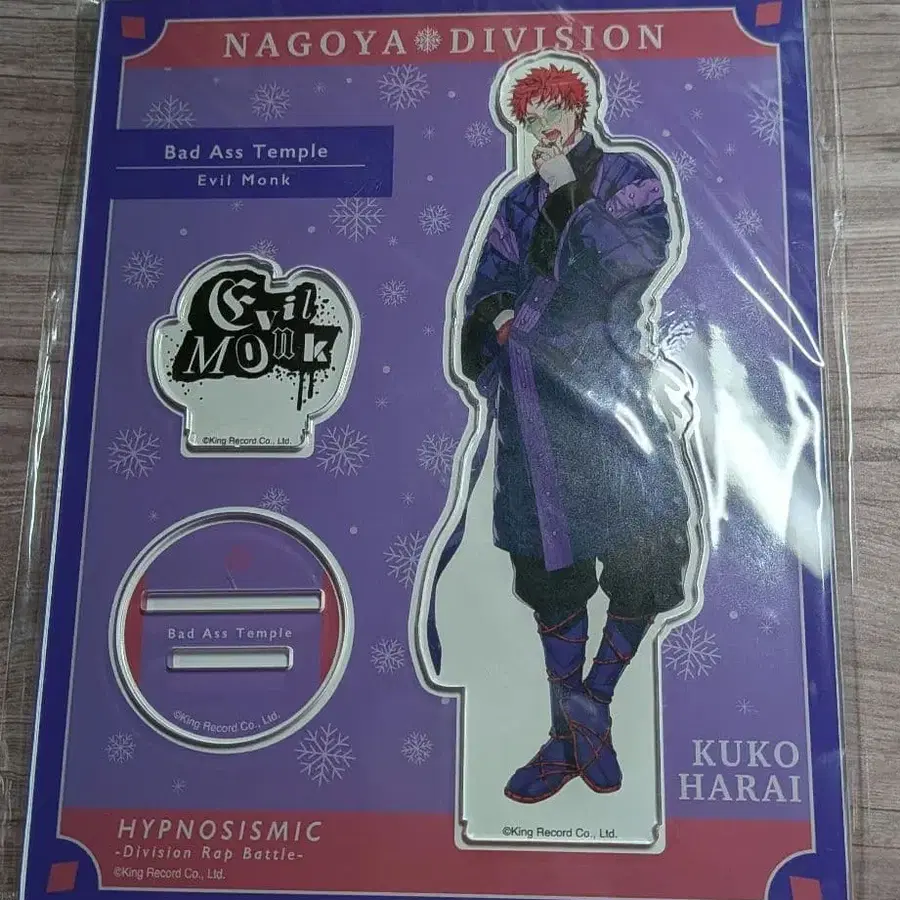 NAGOYA DIVISION
Bad Ass Temple
Evil Monk
Evil
MOnk
©King Record Co., Ltd.
Bad Ass Temple
©King Record Co., Ltd.
KUKO
HARAI
©King Record Co., Ltd.
HYPNOSISMIC
-Division Rap Battle-
©King Record Co., Ltd.